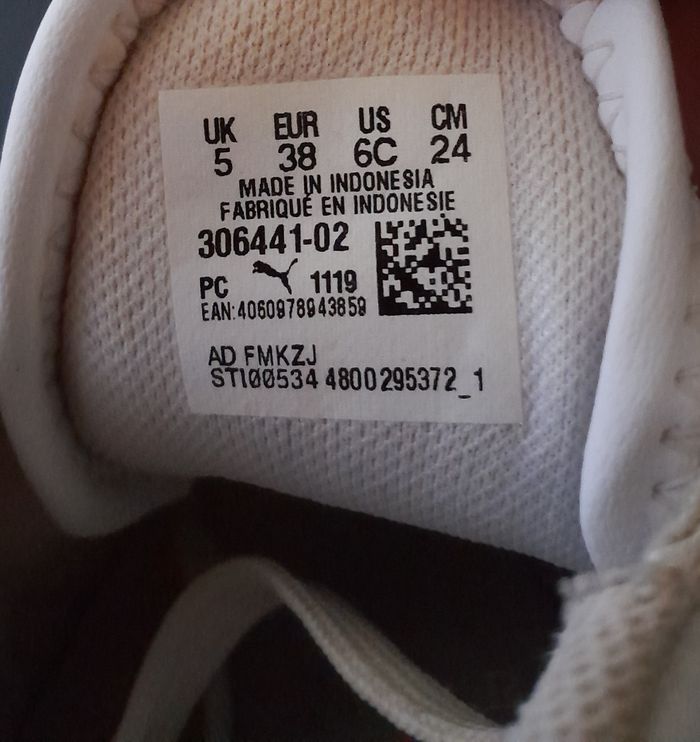 UK EUR US CM
5 38 6C 24
MADE IN INDONESIA
FABRIQUÉ EN INDONESIE
306441-02
PC 1119
EAN:4060978943859
AD FMKZJ
STI00534 4800295372_1